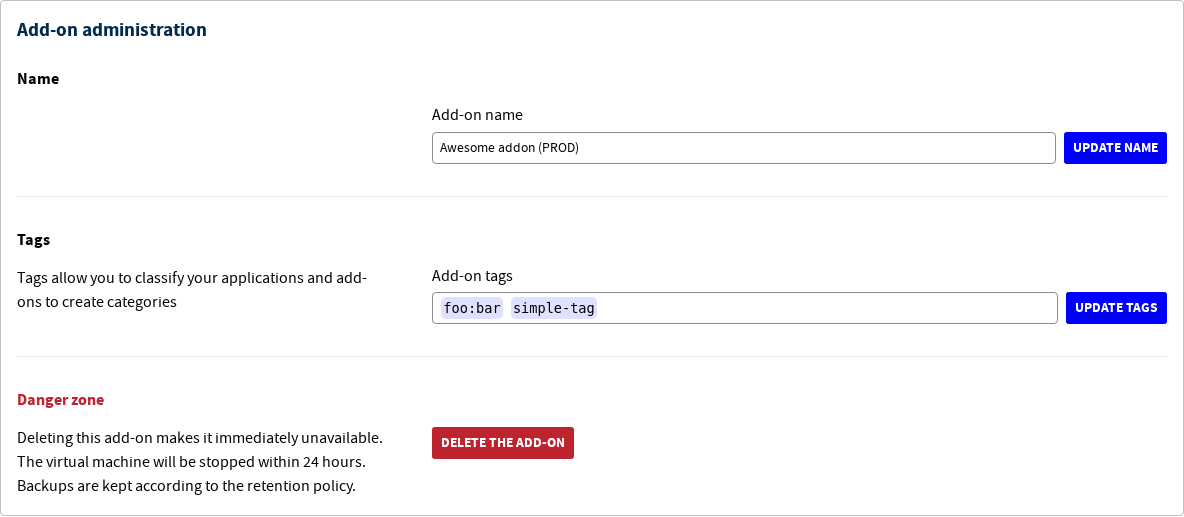 Add-on administration
Name
Add-on name
Awesome addon (PROD)
UPDATE NAME
Tags
Tags allow you to classify your applications and add-
ons to create categories
Add-on tags
foo:bar simple-tag
UPDATE TAGS
Danger zone
Deleting this add-on makes it immediately unavailable.
The virtual machine will be stopped within 24 hours.
Backups are kept according to the retention policy.
DELETE THE ADD-ON